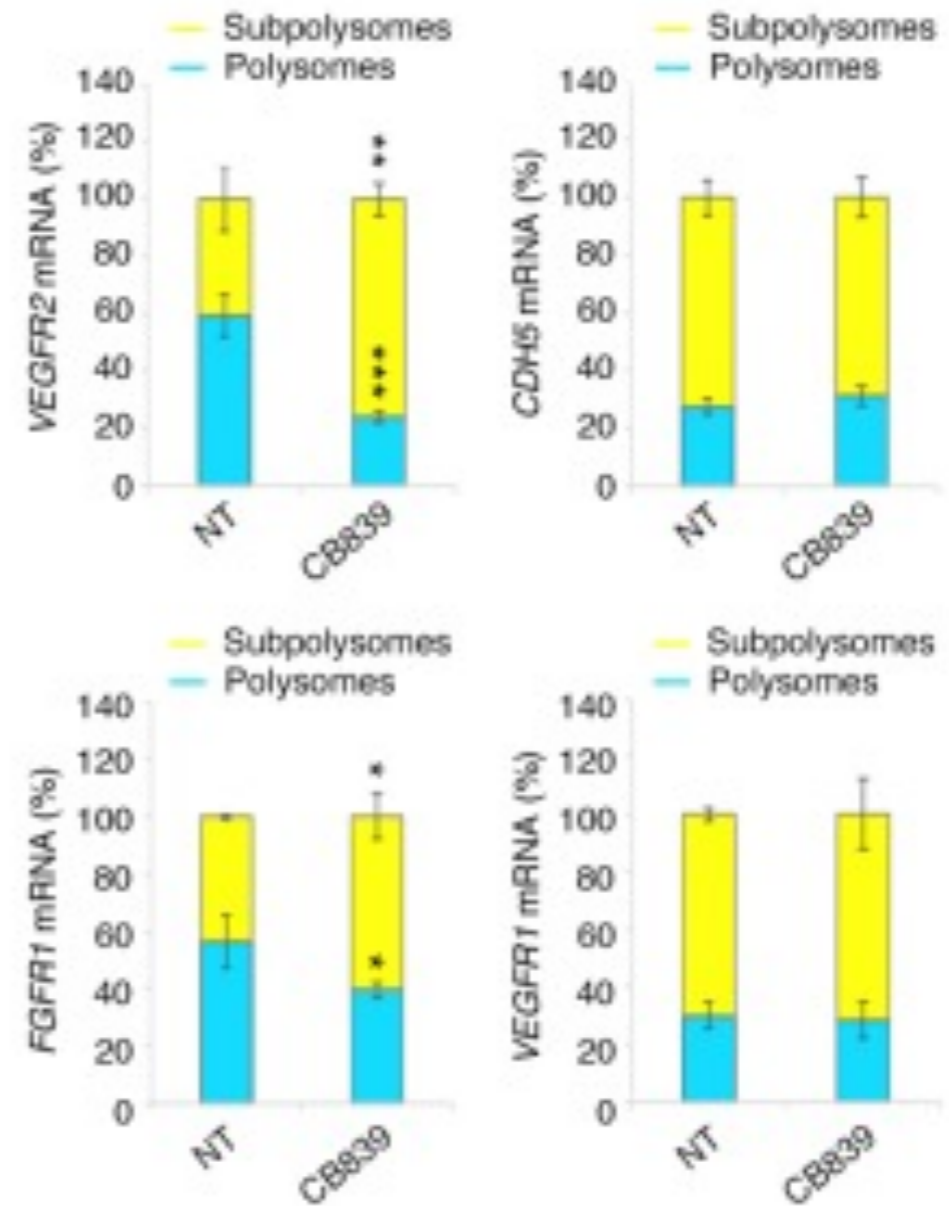 Subpolysomes
Polysomes
VEGFR2 mRNA (%)
140
120
100
80
60
40
20
0
**
***
NT
CB839
Subpolysomes
Polysomes
CDH5 mRNA (%)
140
120
100
80
60
40
20
0
NT
CB839
Subpolysomes
Polysomes
FGFR1 mRNA (%)
140
120
100
80
60
40
20
0
*
*
NT
CB839
Subpolysomes
Polysomes
VEGFR1 mRNA (%)
140
120
100
80
60
40
20
0
NT
CB839